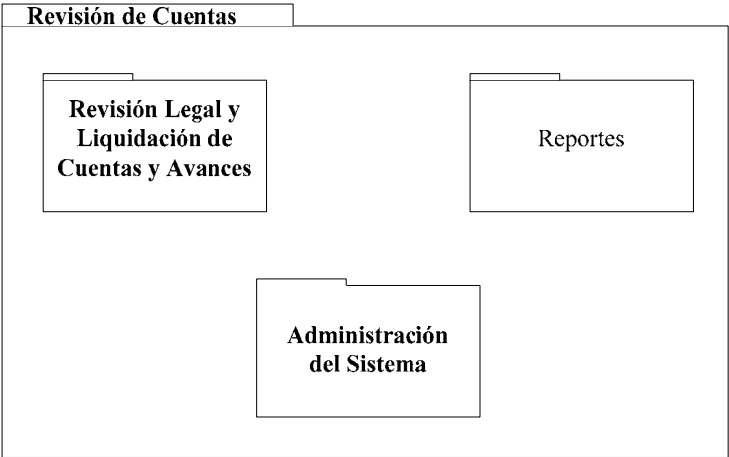 Revisión de Cuentas
Revisión Legal y
Liquidación de
Cuentas y Avances
Reportes
Administración
del Sistema